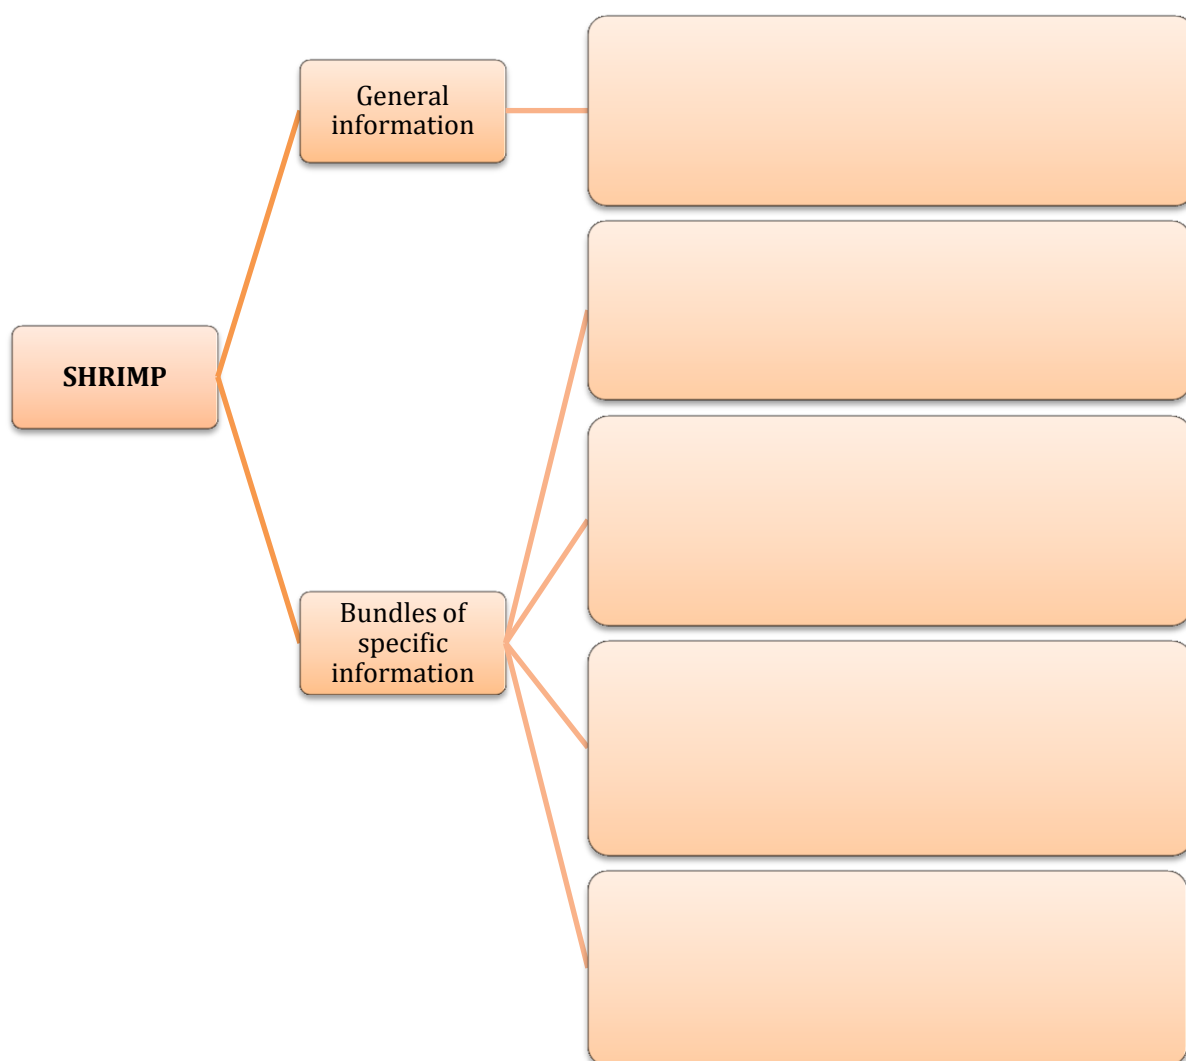 General
information
SHRIMP
Bundles of
specific
information